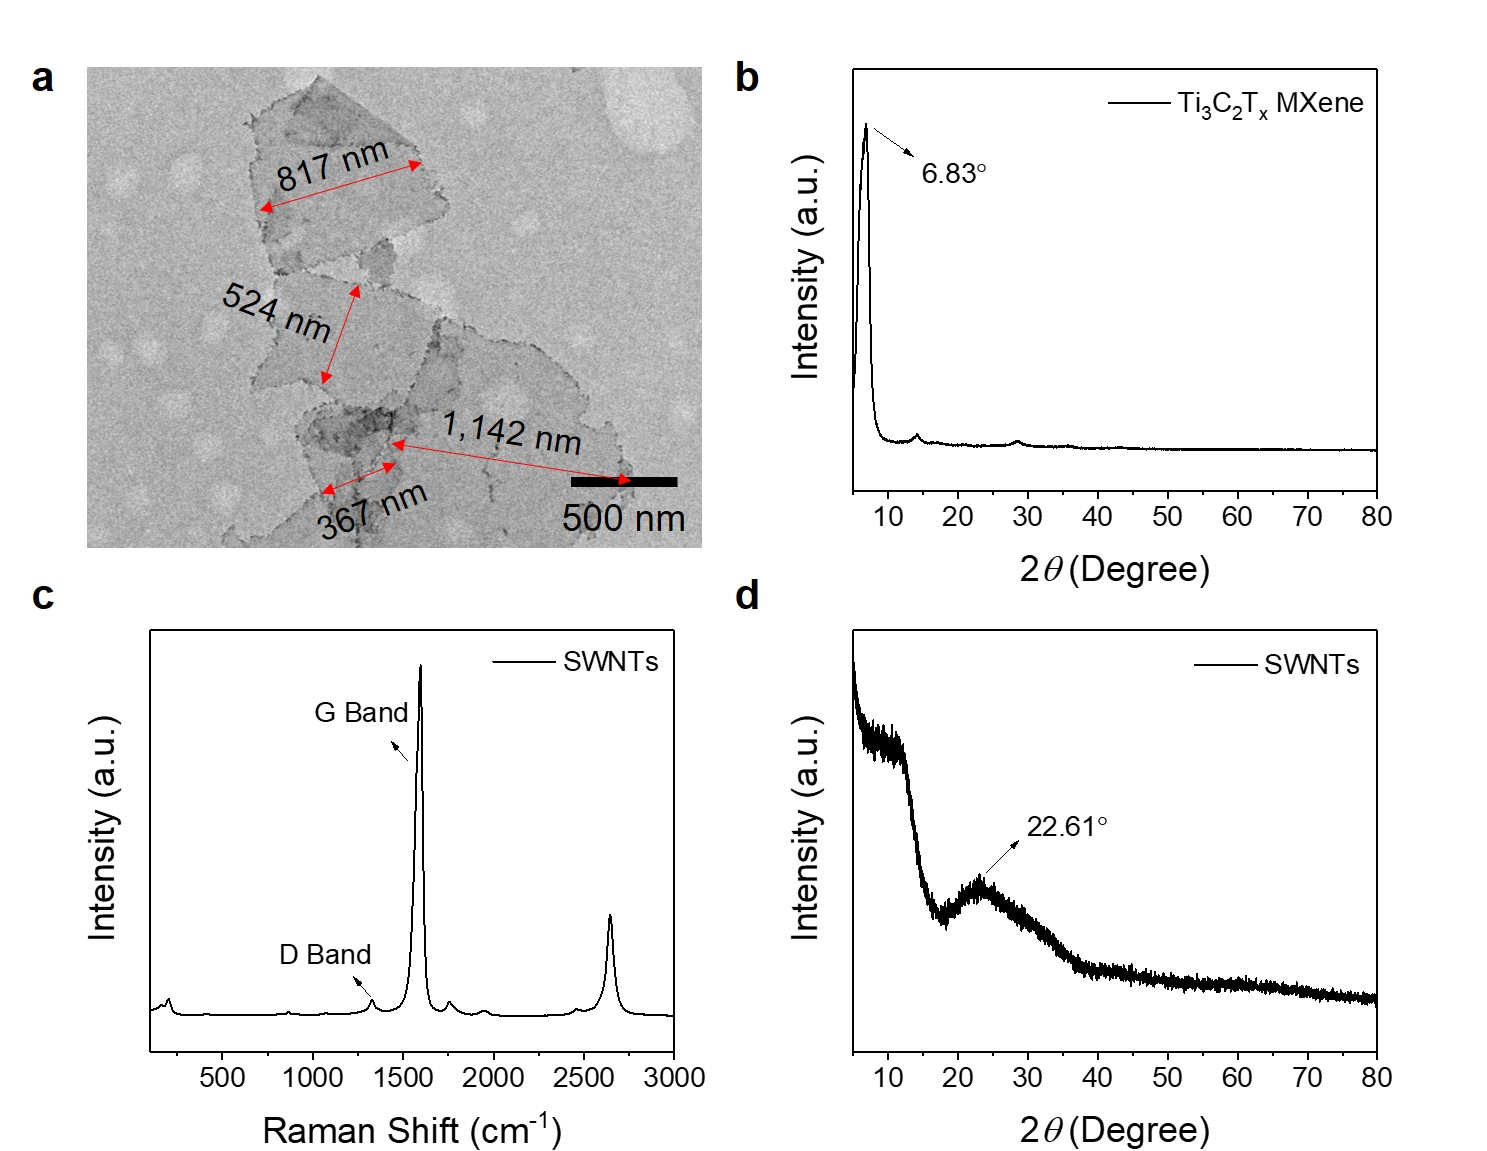 a
817 nm
524 nm
1,142 nm
367 nm
500 nm
b
Ti3C2Tx MXene
6.83°
Intensity (a.u.)
10 20 30 40 50 60 70 80
2θ (Degree)
c
SWNTs
G Band
D Band
Intensity (a.u.)
500 1000 1500 2000 2500 3000
Raman Shift (cm-1)
d
SWNTs
22.61°
Intensity (a.u.)
10 20 30 40 50 60 70 80
2θ (Degree)